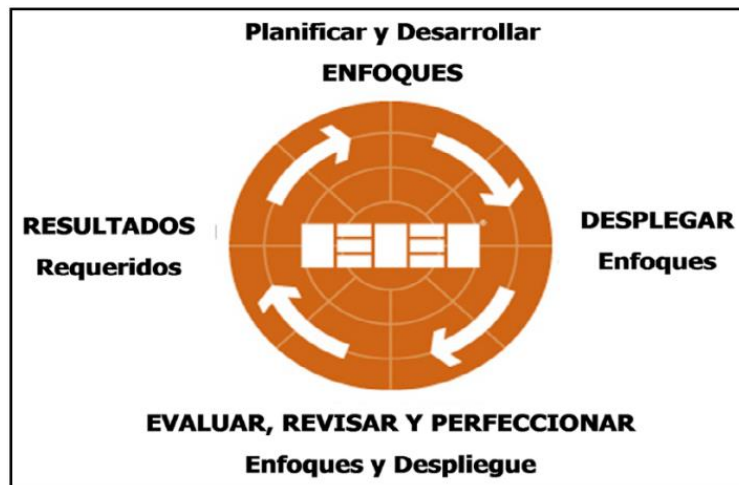 Planificar y Desarrollar
ENFOQUES
RESULTADOS
Requeridos
DESPLEGAR
Enfoques
EVALUAR, REVISAR Y PERFECCIONAR
Enfoques y Despliegue